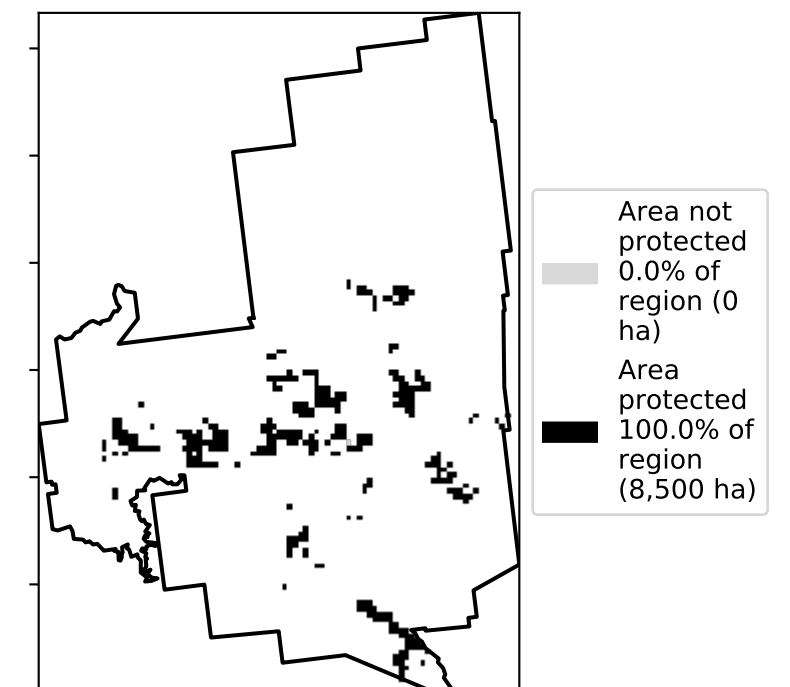 Area not
protected
0.0% of
region (0
ha)
Area
protected
100.0% of
region
(8,500 ha)